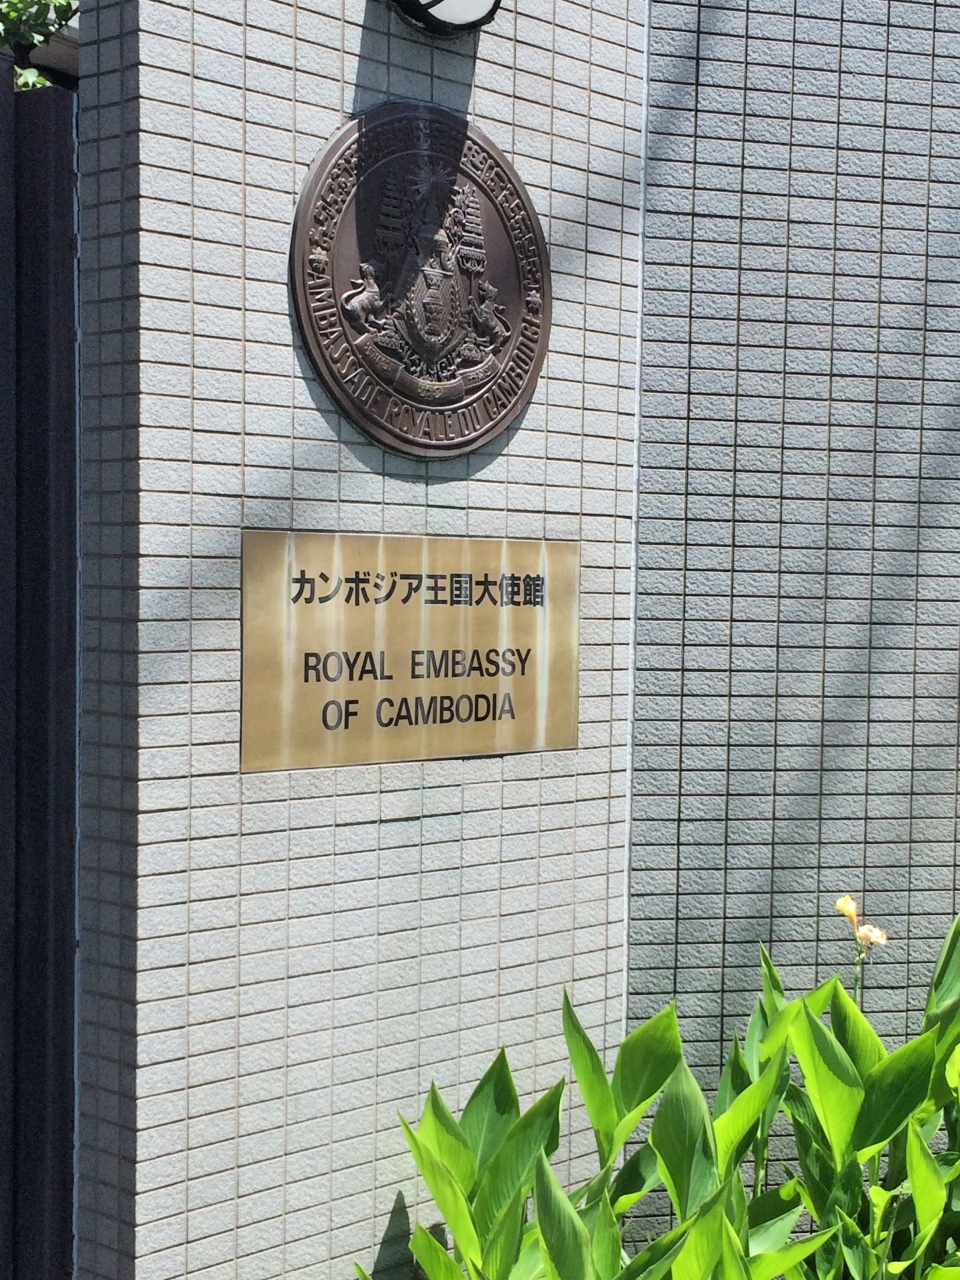 AMBASSADE ROYALE DU CAMBODGE
カンボジア王国大使館
ROYAL EMBASSY
OF CAMBODIA